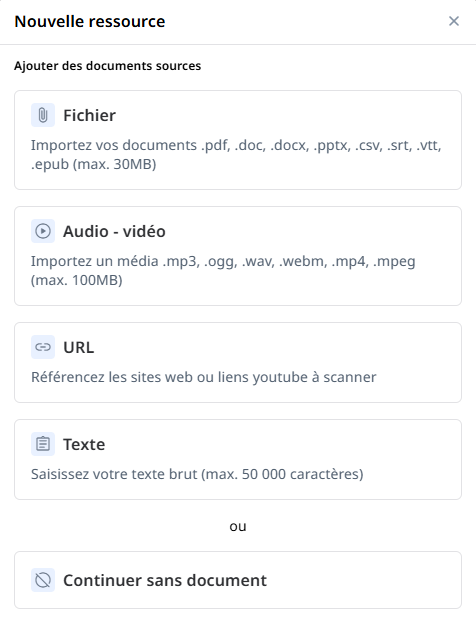 Nouvelle ressource
Ajouter des documents sources
Fichier
Importez vos documents .pdf, .doc, .docx, .pptx, .csv, .srt, .vtt,
.epub (max. 30MB)
Audio - vidéo
Importez un média .mp3, .ogg, .wav, .webm, .mp4, .mpeg
(max. 100MB)
URL
Référencez les sites web ou liens youtube à scanner
Texte
Saisissez votre texte brut (max. 50 000 caractères)
ou
Continuer sans document